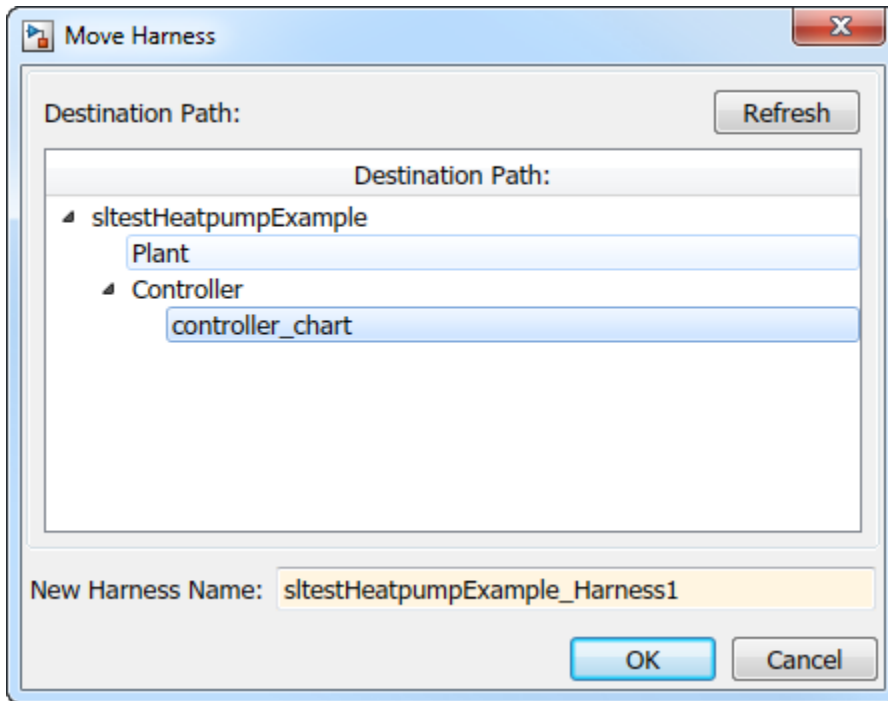 Move Harness
Destination Path:
Refresh
Destination Path:
sltestHeatpumpExample
Plant
Controller
controller_chart
New Harness Name: sltestHeatpumpExample_Harness1
OK
Cancel